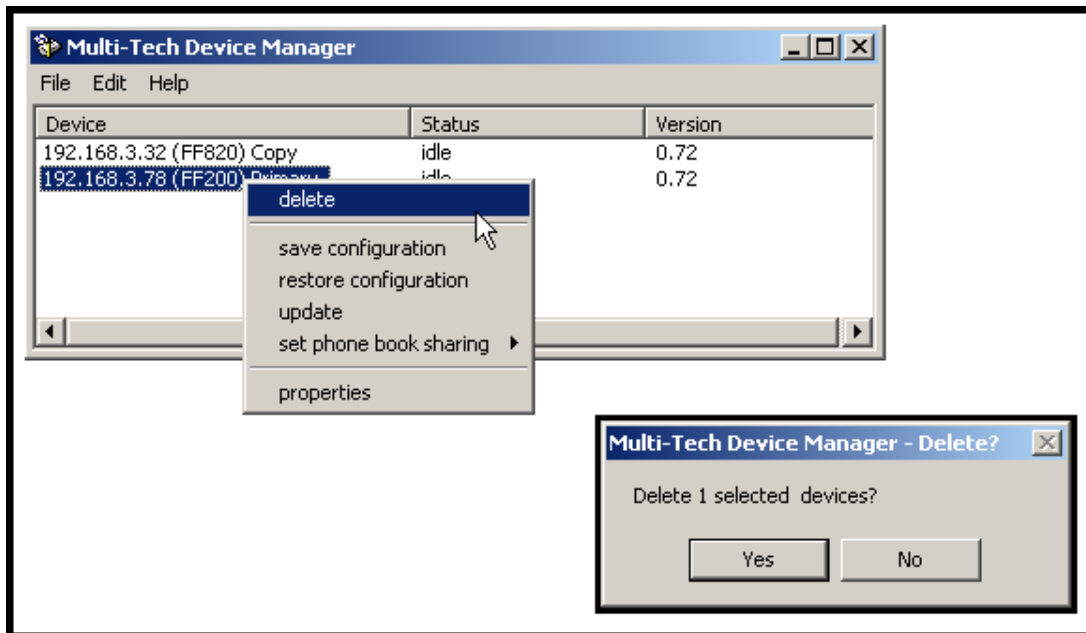 Multi-Tech Device Manager
File Edit Help
Device Status Version
192.168.3.32 (FF820) Copy idle 0.72
192.168.3.78 (FF200) Primary idle 0.72
delete
save configuration
restore configuration
update
set phone book sharing
properties
Multi-Tech Device Manager - Delete?
Delete 1 selected devices?
Yes No